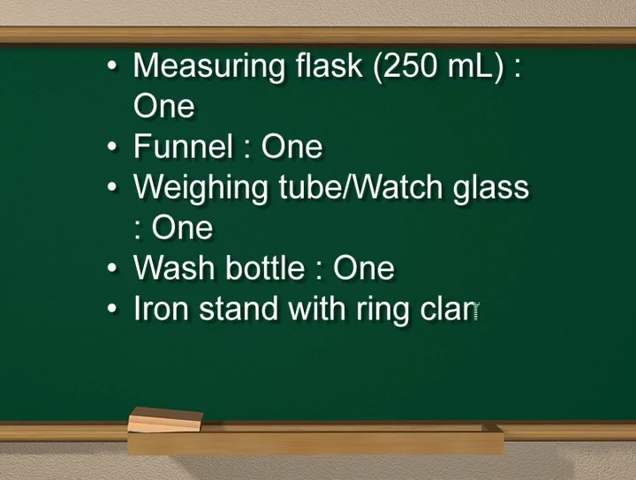 • Measuring flask (250 mL) :
One
• Funnel : One
• Weighing tube/Watch glass
: One
• Wash bottle : One
• Iron stand with ring